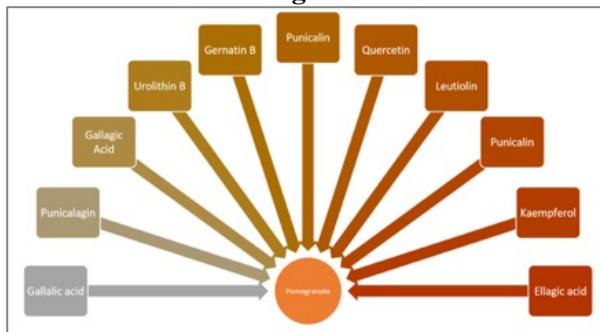 Gallalic acid
Punicalagin
Gallagic
Acid
Urolithin B
Gernatin B
Punicalin
Quercetin
Leutiolin
Punicalin
Kaempferol
Ellagic acid
Pomogranate